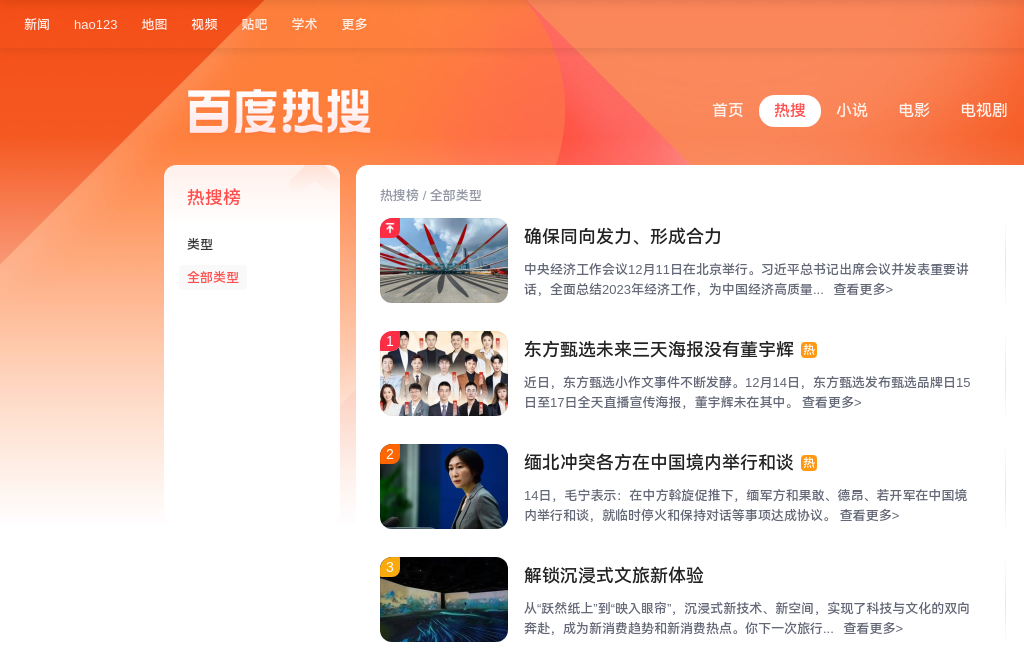 新闻 hao123 地图 视频 贴吧 学术 更多
百度热搜
首页 热搜 小说 电影 电视剧
热搜榜
类型
全部类型
热搜榜 / 全部类型
确保同向发力、形成合力
中央经济工作会议12月11日在北京举行。习近平总书记出席会议并发表重要讲
话，全面总结2023年经济工作，为中国经济高质量... 查看更多>
1
东方甄选未来三天海报没有董宇辉 热
近日，东方甄选小作文事件不断发酵。12月14日，东方甄选发布甄选品牌日15
日至17日全天直播宣传海报，董宇辉未在其中。 查看更多>
2
缅北冲突各方在中国境内举行和谈 热
14日，毛宁表示：在中方斡旋促推下，缅军方和果敢、德昂、若开军在中国境
内举行和谈，就临时停火和保持对话等事项达成协议。 查看更多>
3
解锁沉浸式文旅新体验
从“跃然纸上”到“映入眼帘”，沉浸式新技术、新空间，实现了科技与文化的双向
奔赴，成为新消费趋势和新消费热点。你下一次旅行... 查看更多>